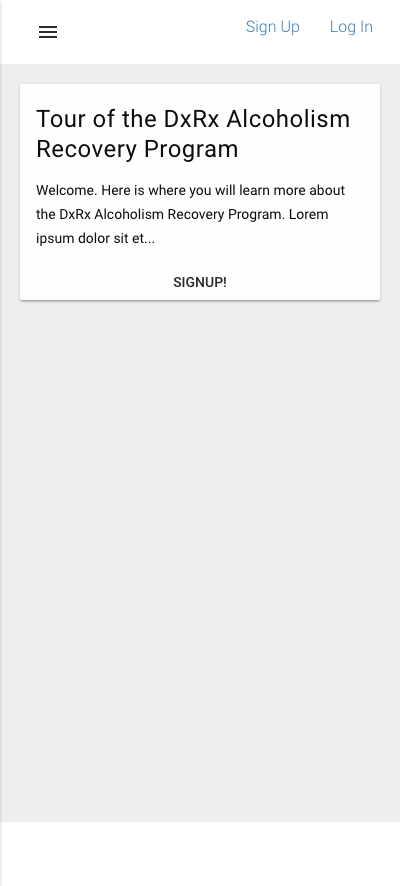 Sign Up Log In
Tour of the DxRx Alcoholism
Recovery Program
Welcome. Here is where you will learn more about
the DxRx Alcoholism Recovery Program. Lorem
ipsum dolor sit et...
SIGNUP!